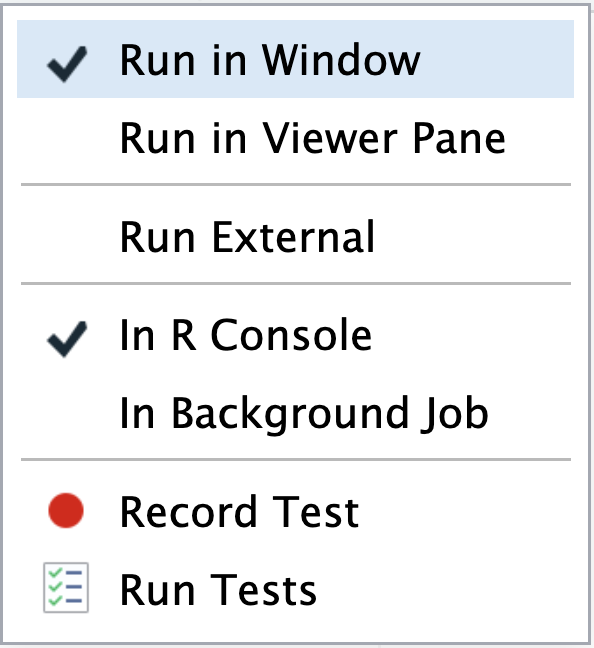 Run in Window
Run in Viewer Pane
Run External
In R Console
In Background Job
Record Test
Run Tests